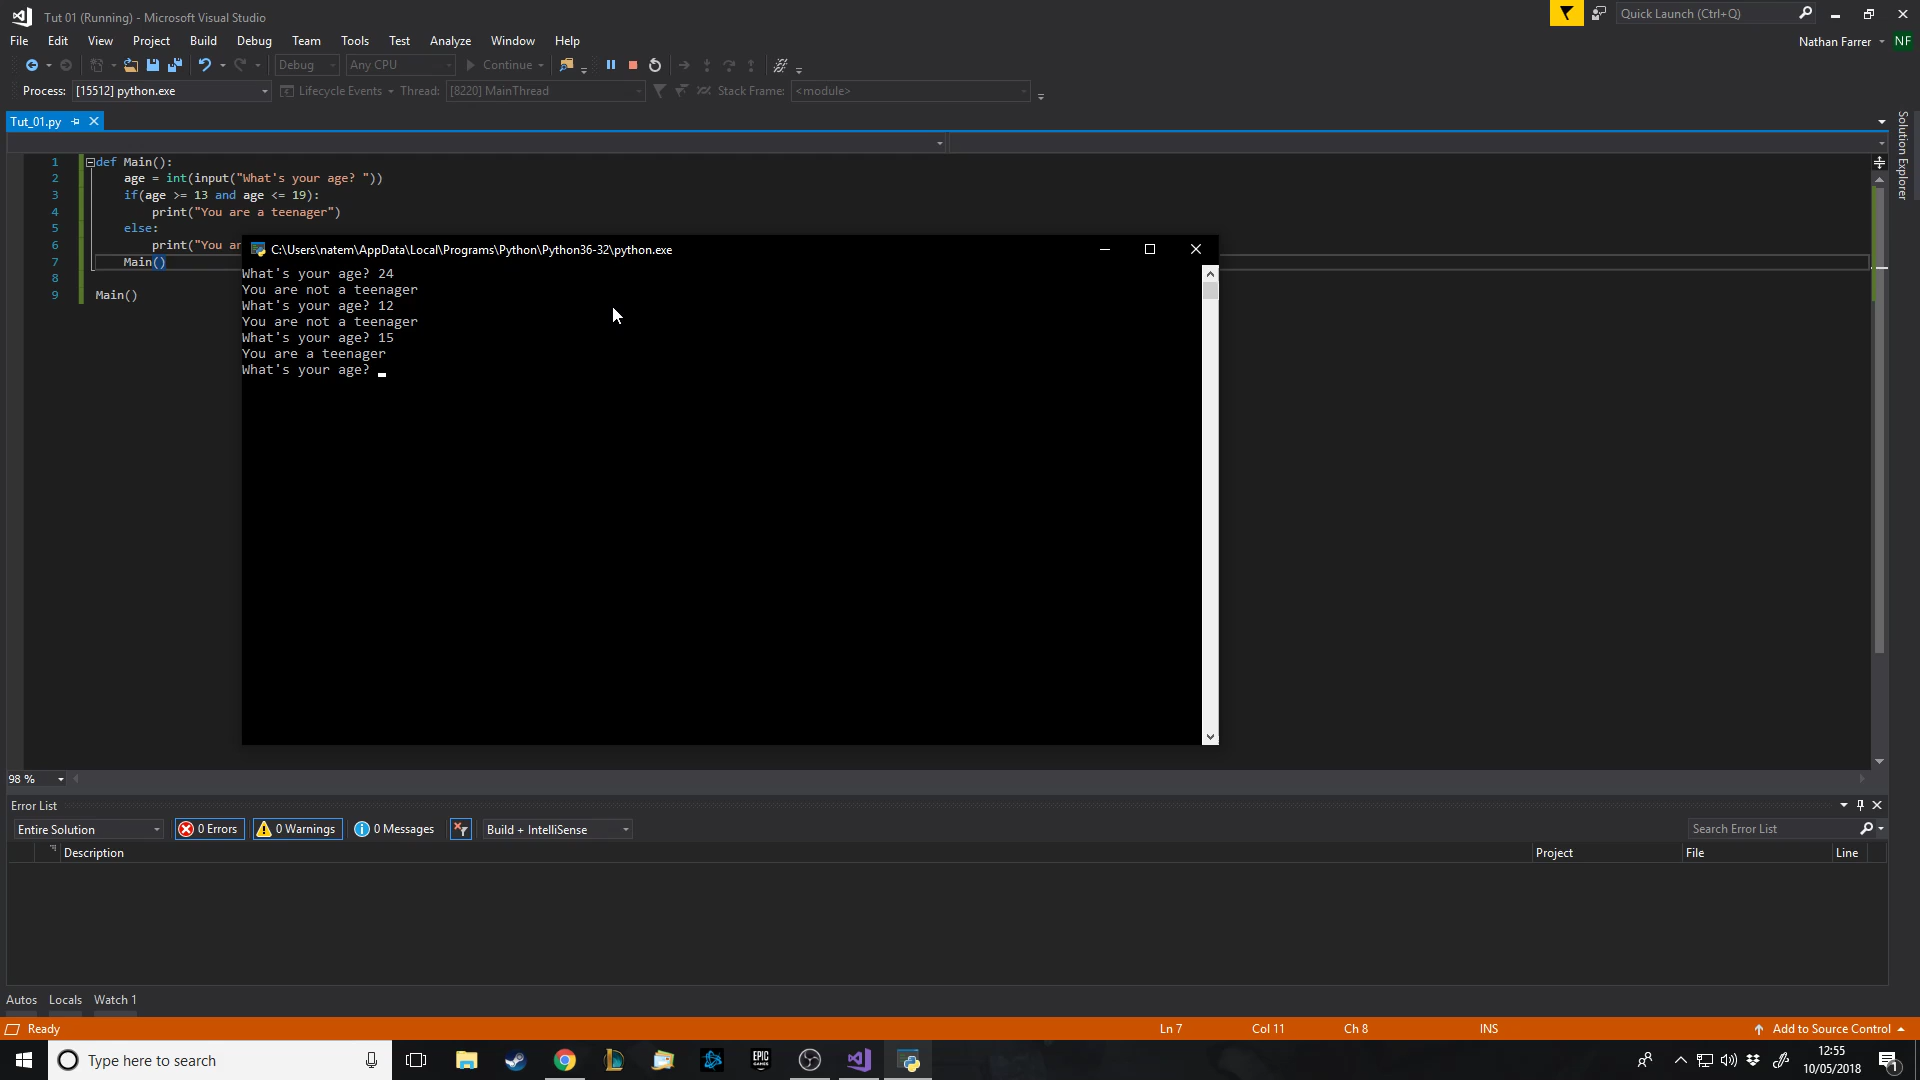 Tut 01 (Running) - Microsoft Visual Studio
Quick Launch (Ctrl+Q)
File Edit View Project Build Debug Team Tools Test Analyze Window Help
Nathan Farrer NF
Debug Any CPU Continue
Process: [15512] python.exe Lifecycle Events Thread: [8220] MainThread Stack Frame: <module>
Tut_01.py
Solution Explorer
1 def Main():
2 age = int(input("What's your age? "))
3 if(age >= 13 and age <= 19):
4 print("You are a teenager")
5 else:
6 print("You ar
7 Main()
8
9 Main()
C:\Users\natem\AppData\Local\Programs\Python\Python36-32\python.exe
What's your age? 24
You are not a teenager
What's your age? 12
You are not a teenager
What's your age? 15
You are a teenager
What's your age?
98 %
Error List
Entire Solution 0 Errors 0 Warnings 0 Messages Build + IntelliSense Search Error List
Description Project File Line
Autos Locals Watch 1
Ready Ln 7 Col 11 Ch 8 INS Add to Source Control
Type here to search
EPIC GAMES
12:55
10/05/2018
1